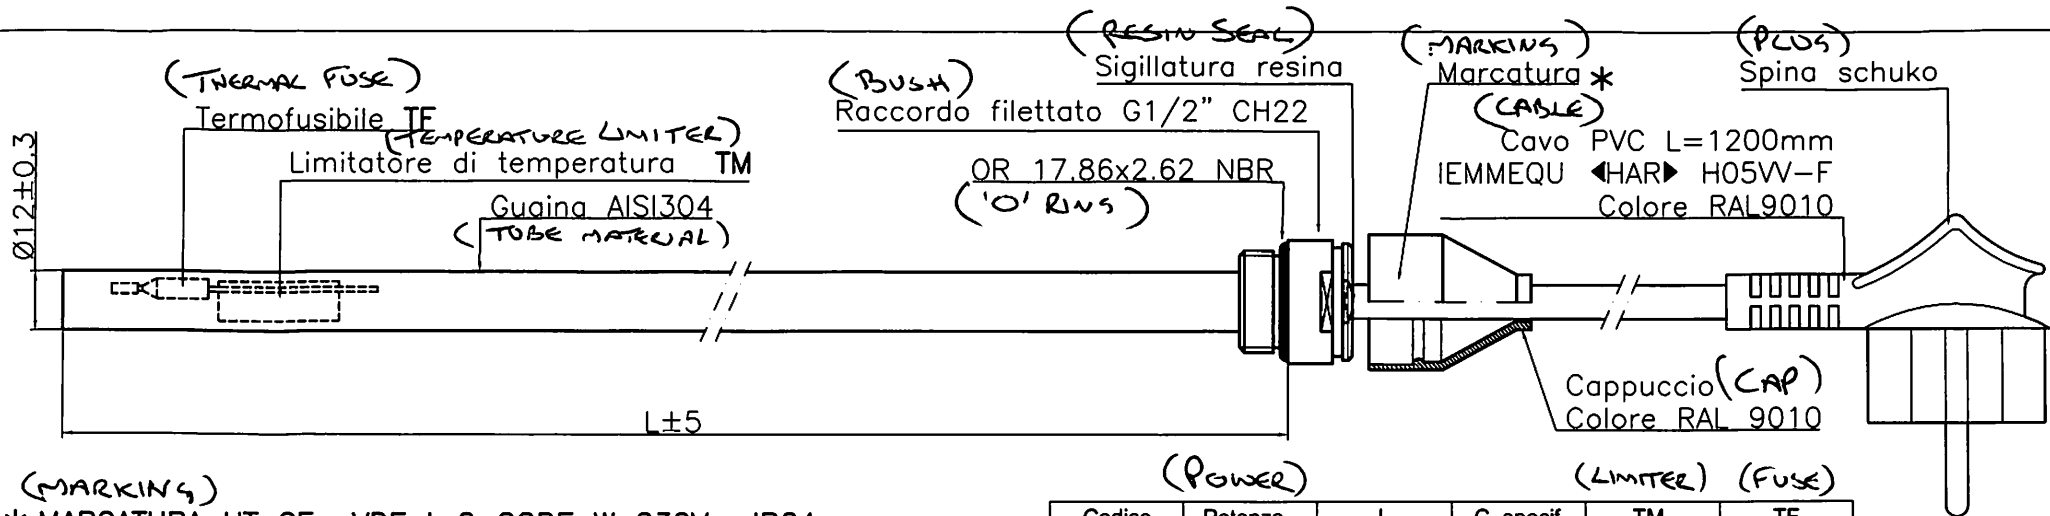 (RESIN SEAL)
Sigillatura resina
(MARKING)
Marcatura *
(PLUG)
Spina schuko
(THERMAL FUSE)
Termofusibile TF
(BUSH)
Raccordo filettato G1/2" CH22
(CABLE)
Cavo PVC L=1200mm
IEMMEQU ◀HAR▶ H05VV-F
Colore RAL9010
(TEMPERATURE LIMITER)
Limitatore di temperatura TM
OR 17.86x2.62 NBR
('O' RING)
Guaina AISI304
(TUBE MATERIAL)
Ø12±0.3
L±5
Cappuccio (CAP)
Colore RAL 9010
(MARKING)
(POWER)
(LIMITER)
(FUSE)
Codice Potenza L C. specif. TM TF